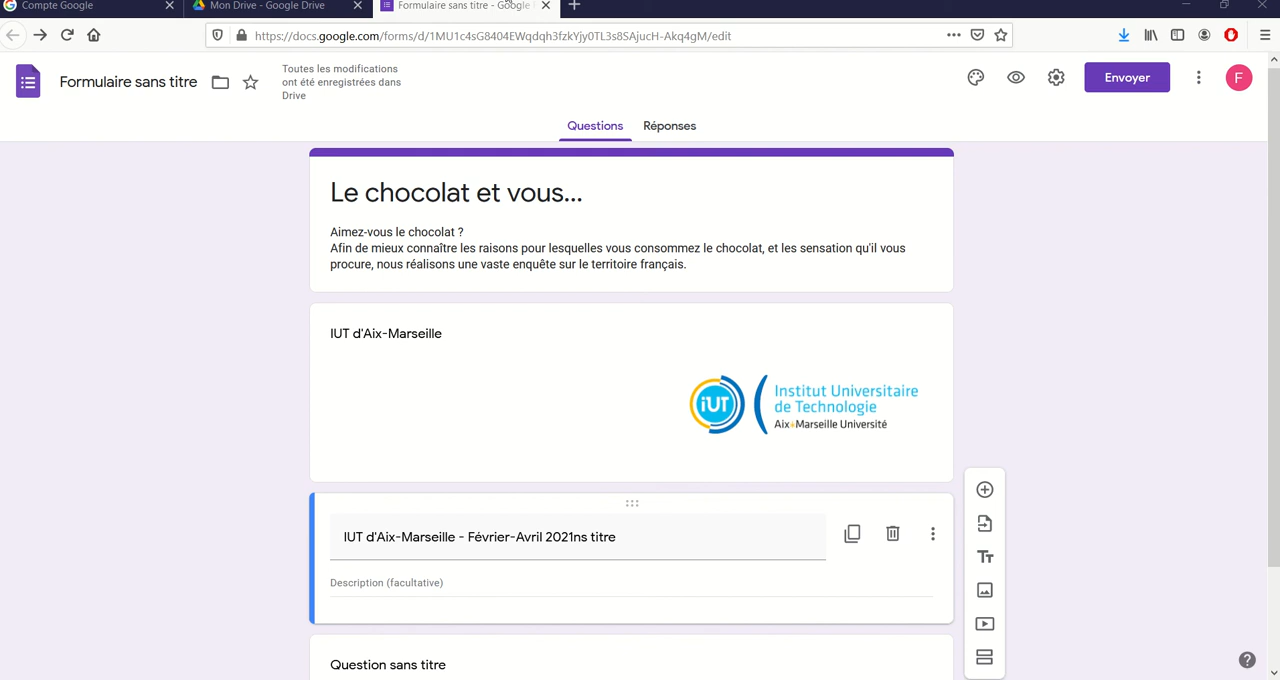 Compte Google
Mon Drive - Google Drive
Formulaire sans titre - Google F
https://docs.google.com/forms/d/1MU1c4sG8404EWqdqh3fzkYjy0TL3s8SAjucH-Akq4gM/edit
Formulaire sans titre
Toutes les modifications
ont été enregistrées dans
Drive
Envoyer
F
Questions
Réponses
Le chocolat et vous...
Aimez-vous le chocolat ?
Afin de mieux connaître les raisons pour lesquelles vous consommez le chocolat, et les sensation qu'il vous
procure, nous réalisons une vaste enquête sur le territoire français.
IUT d'Aix-Marseille
iUT
Institut Universitaire
de Technologie
Aix+Marseille Université
IUT d'Aix-Marseille - Février-Avril 2021ns titre
Description (facultative)
Tт
Question sans titre